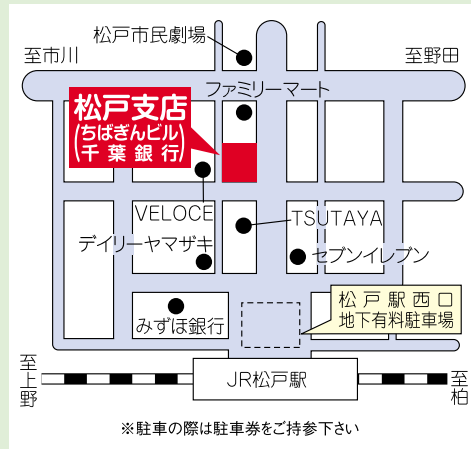 松戸市民劇場
至市川
至野田
ファミリーマート
松戸支店
(ちばぎんビル)
(千葉銀行)
VELOCE
TSUTAYA
デイリーヤマザキ
セブンイレブン
松戸駅西口
地下有料駐車場
みずほ銀行
至上野
JR松戸駅
至柏
※駐車の際は駐車券をご持参下さい